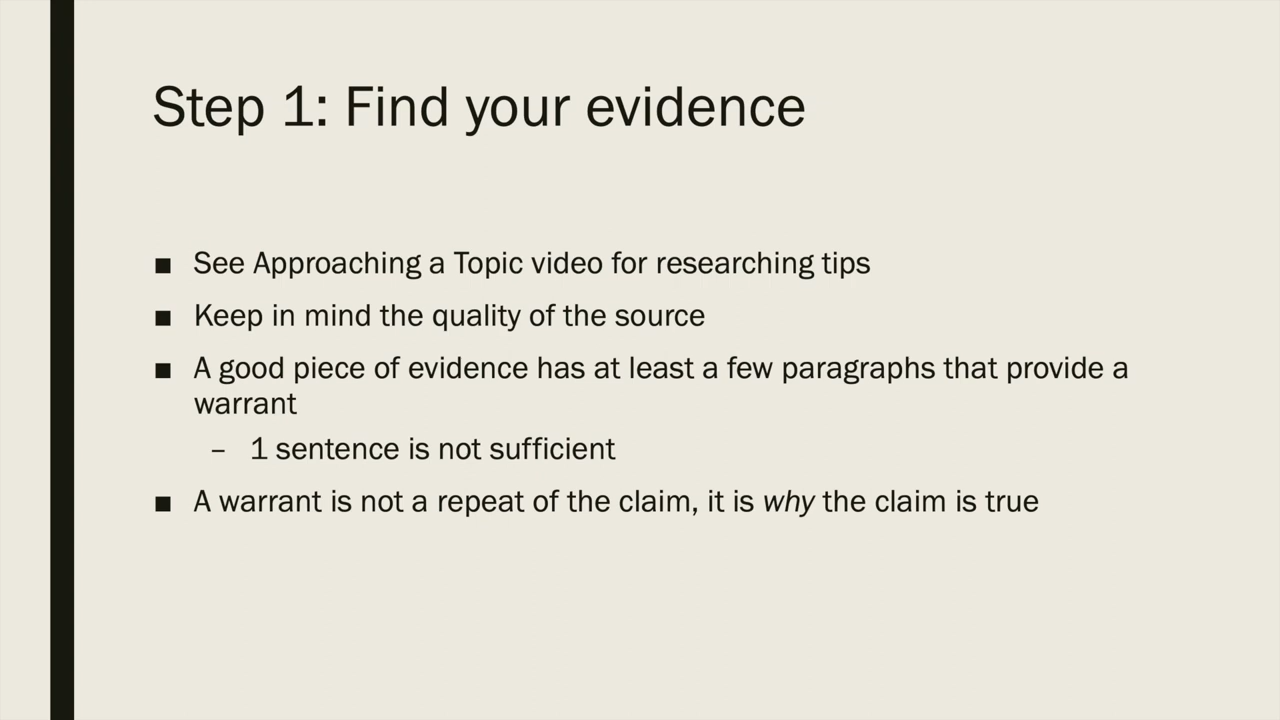 Step 1: Find your evidence
■ See Approaching a Topic video for researching tips
■ Keep in mind the quality of the source
■ A good piece of evidence has at least a few paragraphs that provide a
warrant
– 1 sentence is not sufficient
■ A warrant is not a repeat of the claim, it is why the claim is true